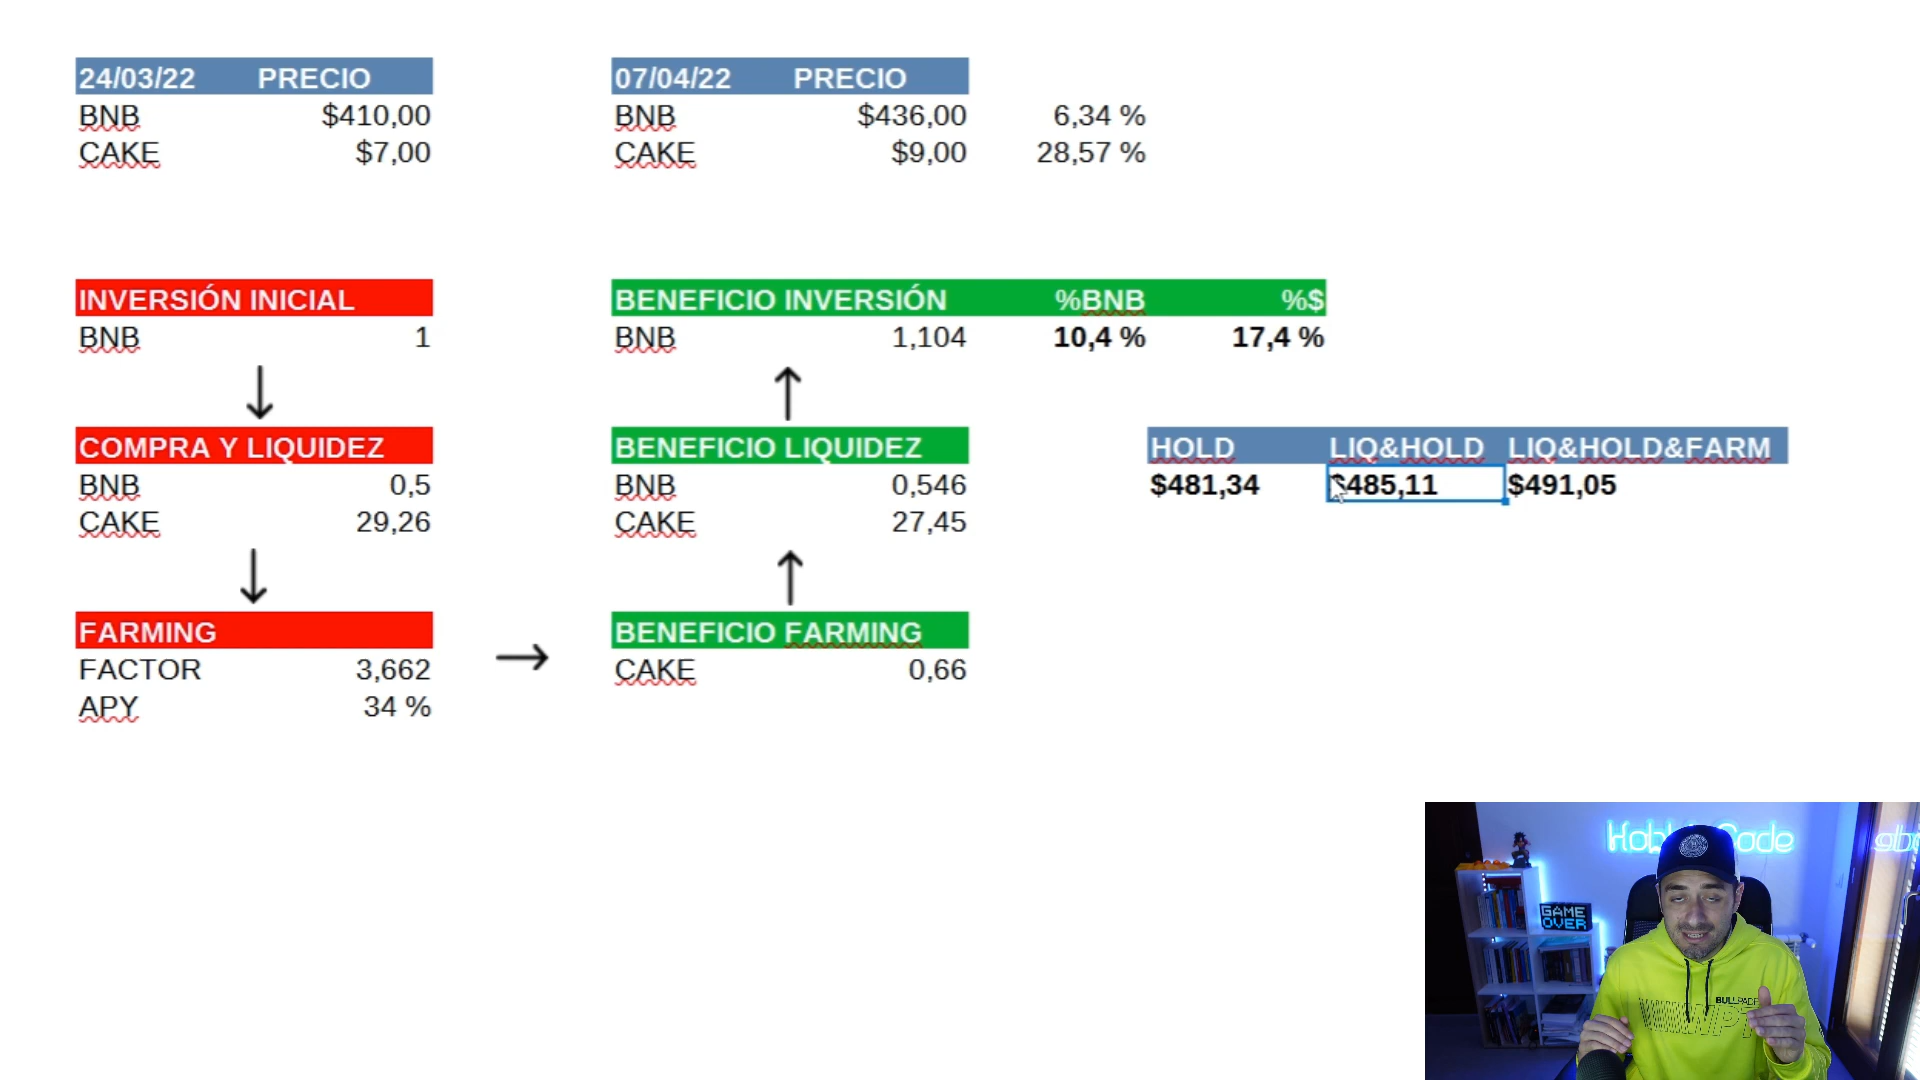 24/03/22 PRECIO
BNB $410,00
CAKE $7,00
07/04/22 PRECIO
BNB $436,00 6,34 %
CAKE $9,00 28,57 %
INVERSIÓN INICIAL
BNB 1
BENEFICIO INVERSIÓN %BNB %$
BNB 1,104 10,4 % 17,4 %
COMPRA Y LIQUIDEZ
BNB 0,5
CAKE 29,26
BENEFICIO LIQUIDEZ
BNB 0,546
CAKE 27,45
HOLD LIQ&HOLD LIQ&HOLD&FARM
$481,34 $485,11 $491,05
FARMING
FACTOR 3,662
APY 34 %
BENEFICIO FARMING
CAKE 0,66
GAME
OVER